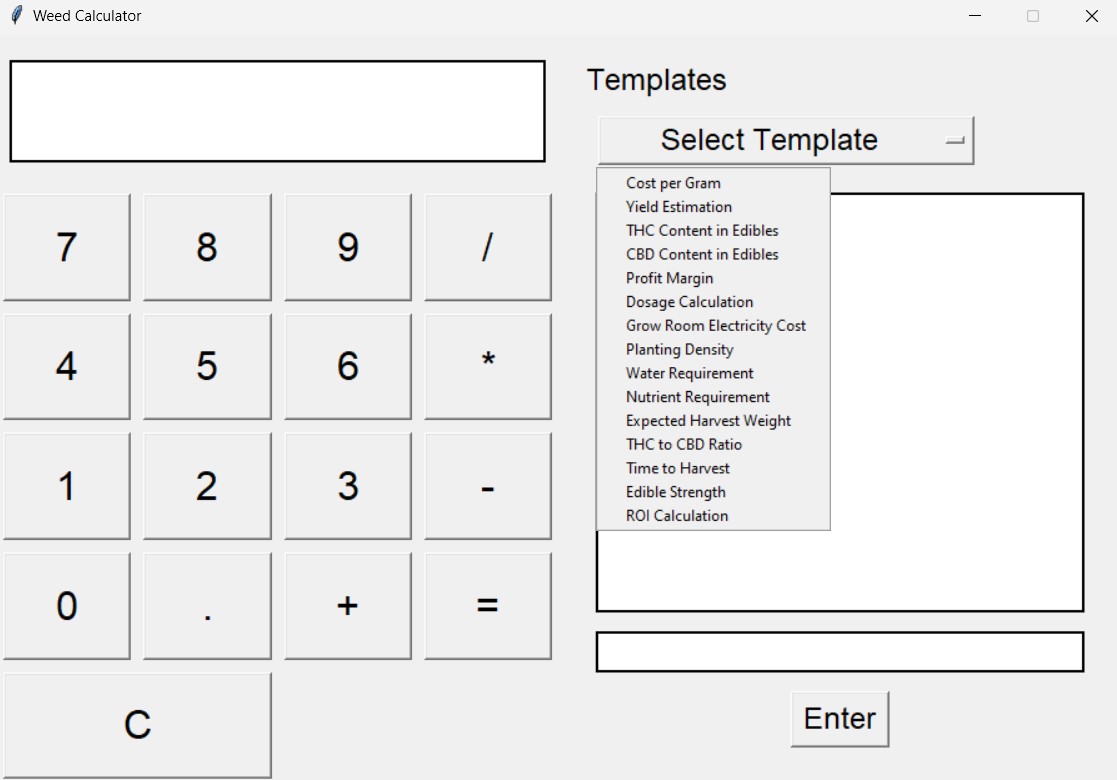 Weed Calculator
Templates
Select Template
Cost per Gram
Yield Estimation
THC Content in Edibles
CBD Content in Edibles
Profit Margin
Dosage Calculation
Grow Room Electricity Cost
Planting Density
Water Requirement
Nutrient Requirement
Expected Harvest Weight
THC to CBD Ratio
Time to Harvest
Edible Strength
ROI Calculation
7 8 9 /
4 5 6 *
1 2 3 -
0 . + =
C
Enter